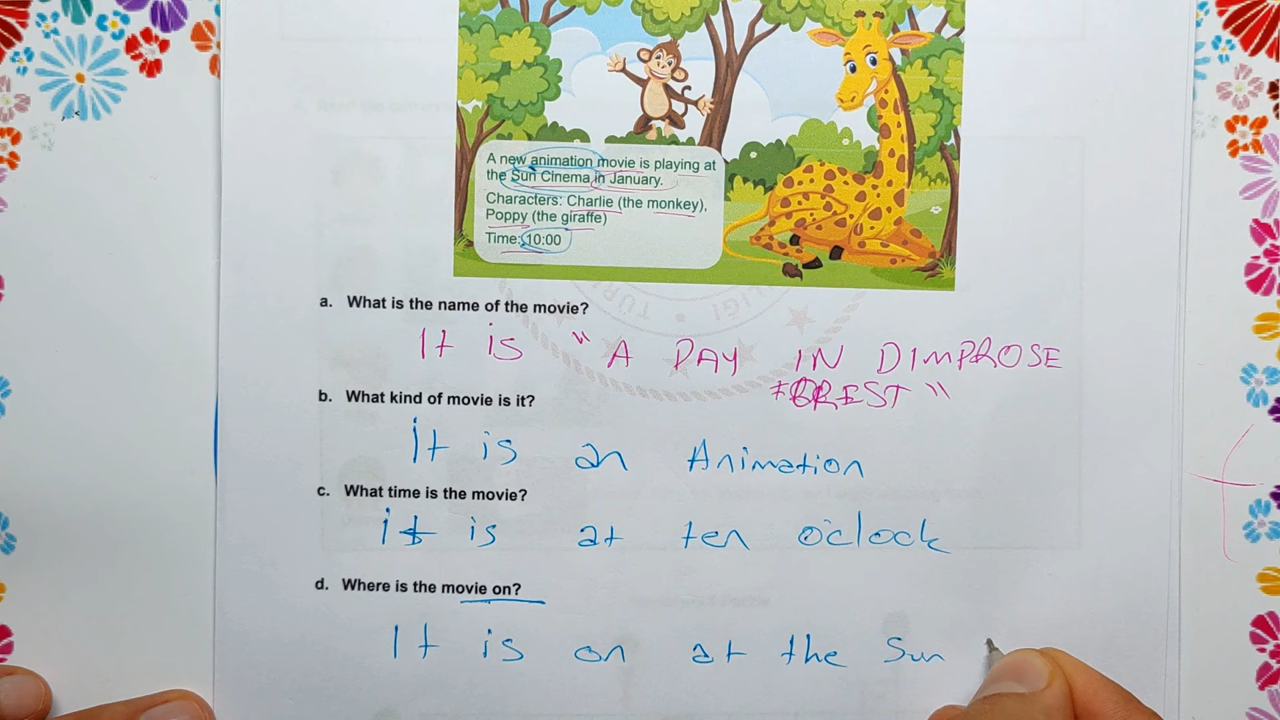 A new animation movie is playing at
the Sun Cinema in January.
Characters: Charlie (the monkey),
Poppy (the giraffe)
Time: 10:00
a. What is the name of the movie?
It is "A DAY IN DIMPROSE
FOREST"
b. What kind of movie is it?
It is an Animation
c. What time is the movie?
it is at ten o'clock
d. Where is the movie on?
It is on at the Sun